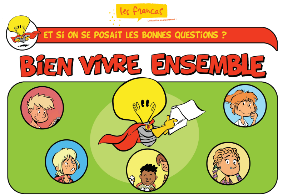 les francas
ET SI ON SE POSAIT LES BONNES QUESTIONS ?
BIEN VIVRE ENSEMBLE